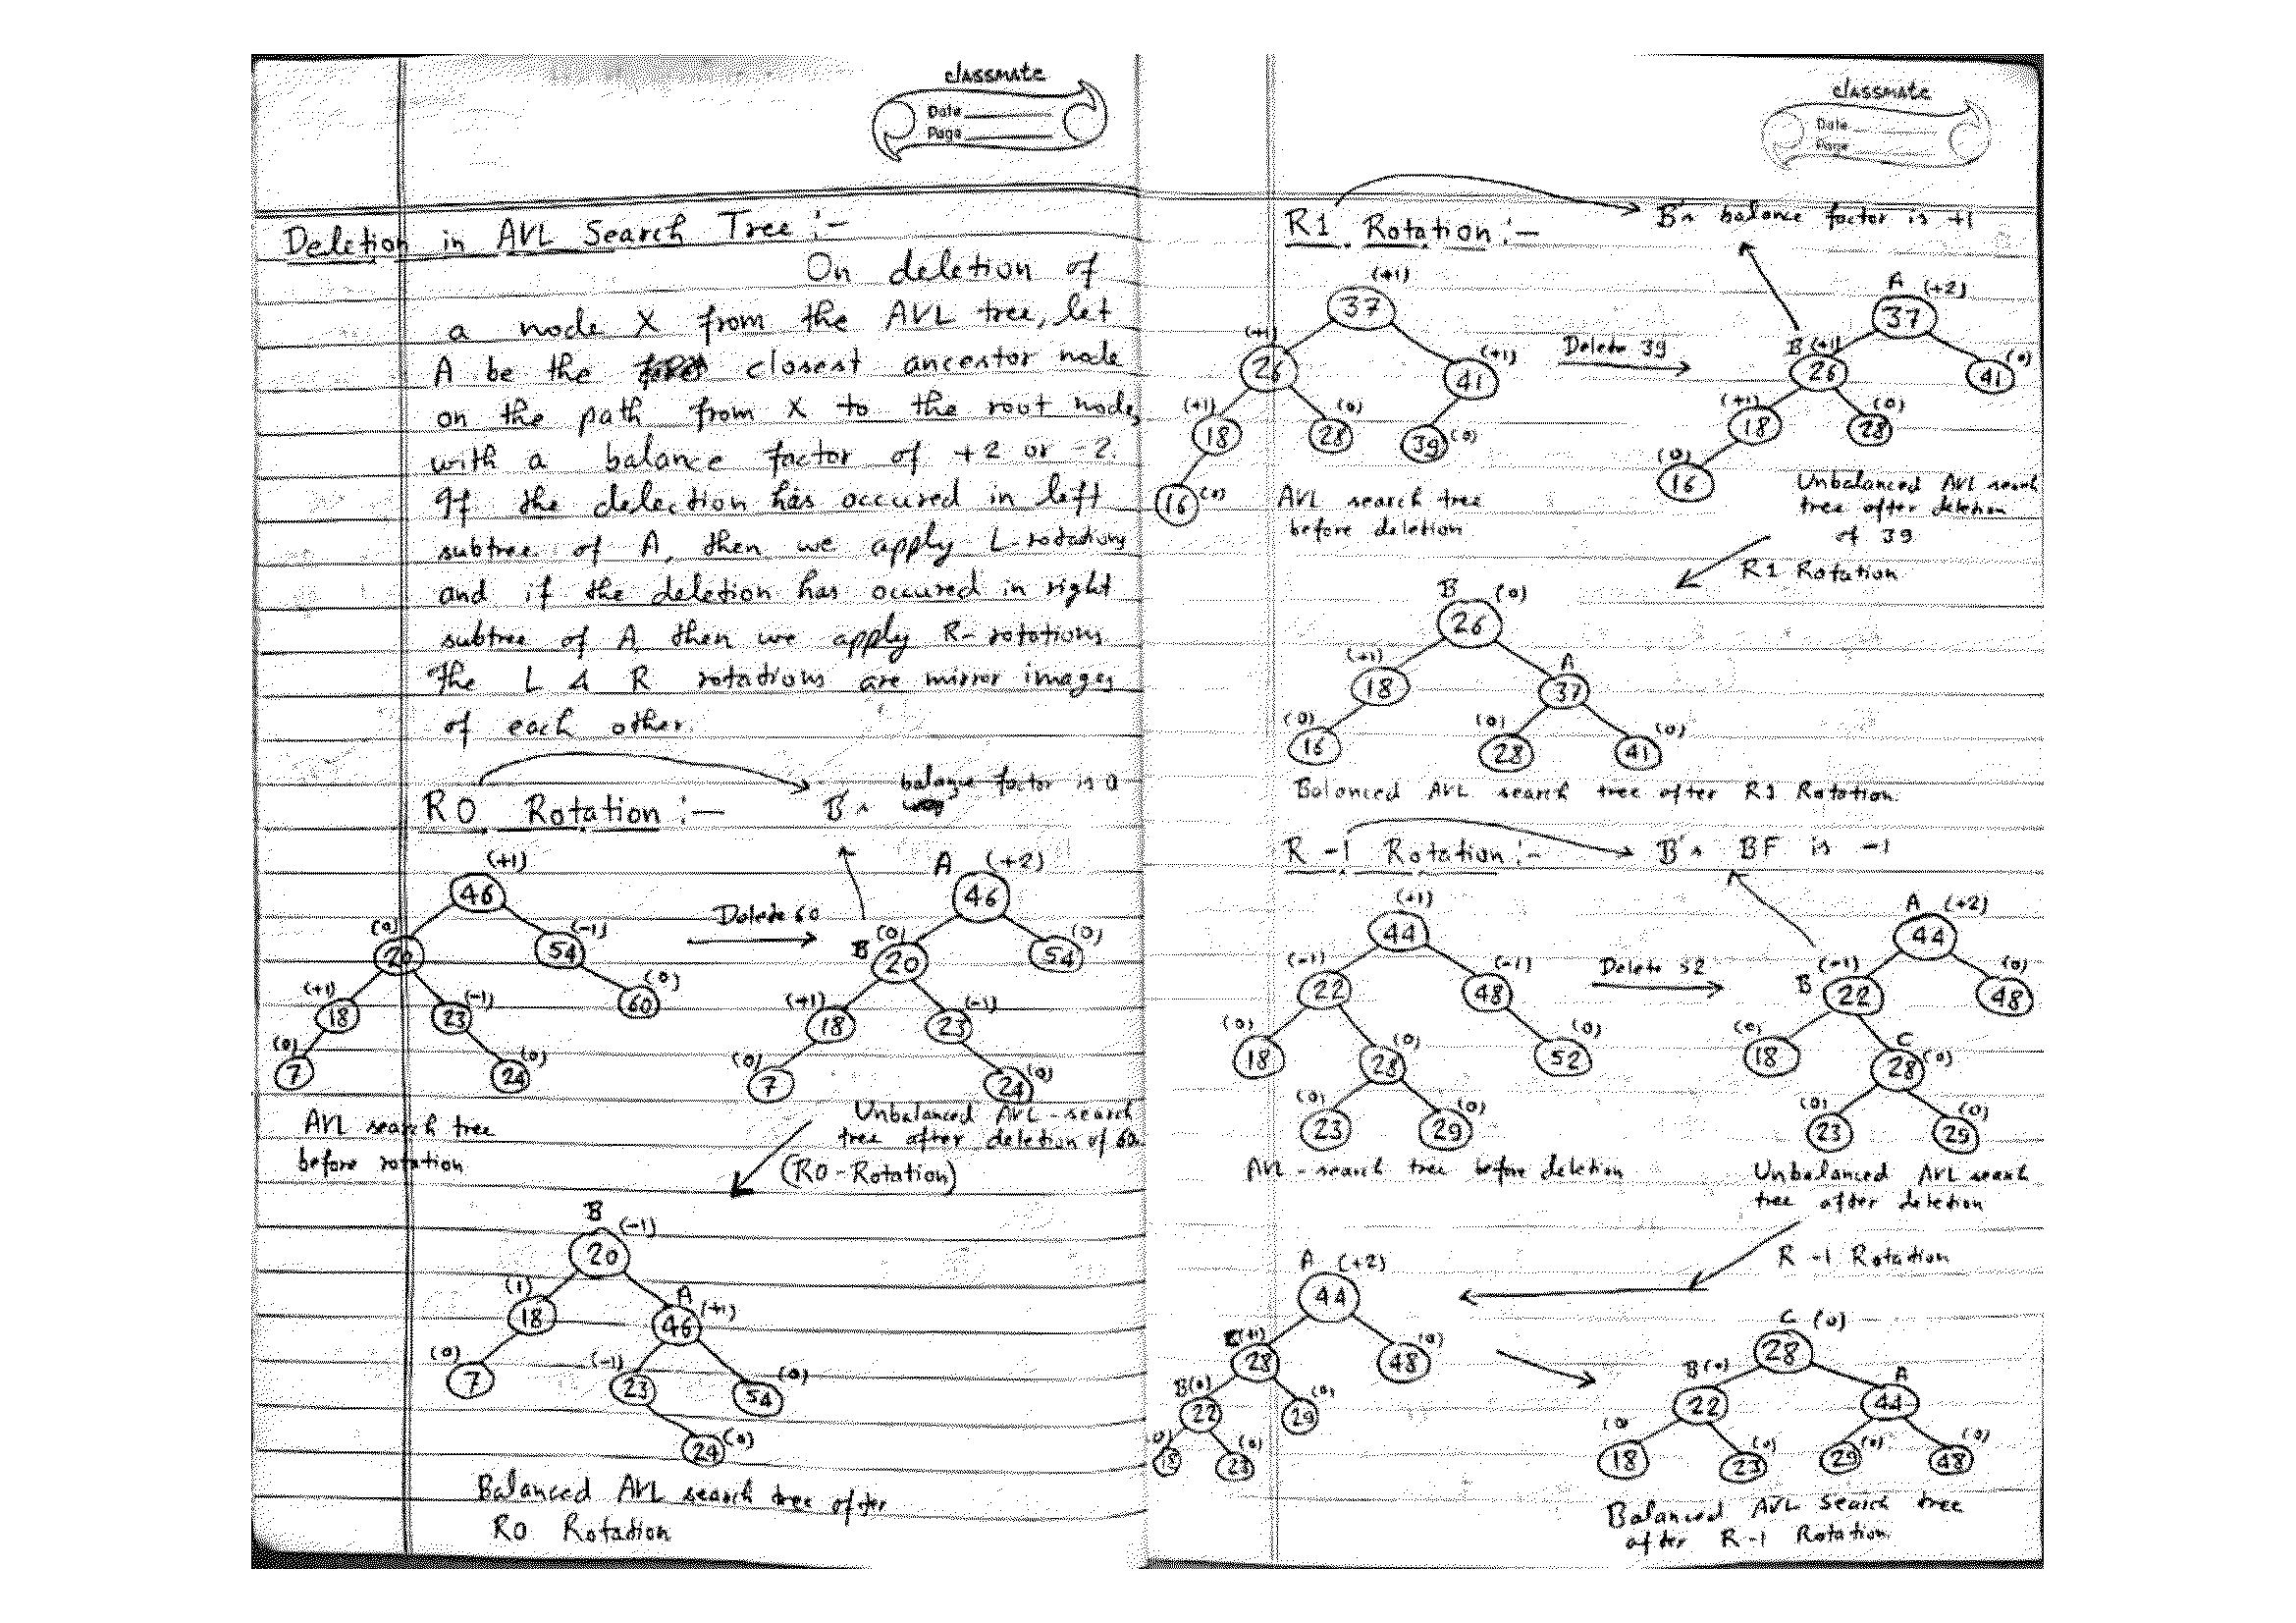 classmate
Date
Page
Deletion in AVL Search Tree :-
On deletion of
a node X from the AVL tree, let
A be the closest ancestor node
on the path from X to the root node,
with a balance factor of +2 or -2.
If the delection has occured in left
subtree of A, then we apply L-rotations
and if the deletion has occured in right
subtree of A then we apply R-rotations
The L & R rotations are mirror images
of each other.
R0 Rotation :- B's balance factor is 0
(+1)
46
(0) (-1)
20 54
(+1) (-1) (0)
18 23 60
(0) (0)
7 24
AVL search tree
before rotation
Delete 60
A (+2)
46
B (0) (0)
20 54
(+1) (-1)
18 23
(0) (0)
7 24
Unbalanced AVL-search
tree after deletion of 60.
(R0-Rotation)
B (-1)
20
(1) A (+1)
18 46
(0) (-1) (0)
7 23 54
24 (0)
Balanced AVL search tree after
R0 Rotation
classmate
Date
Page
R1 Rotation :- B's balance factor is +1
(+1)
37
(+1) (+1)
26 41
(+1) (0)
18 28 39 (0)
16 (0)
AVL search tree
before deletion
Delete 39
A (+2)
37
B (+1) (0)
26 41
(+1) (0)
18 28
(0)
16
Unbalanced AVL search
tree after deletion
of 39
R1 Rotation
B (0)
26
(+1) A
18 37
(0) (0) (0)
16 28 41
Balanced AVL search tree after R1 Rotation.
R -1 Rotation :- B's BF is -1
(+1)
44
(-1) (-1)
22 48
(0) (0) (0)
18 28 52
(0) (0)
23 29
AVL-search tree before deletion
Delete 52
A (+2)
44
B (-1) (0)
22 48
(0) C (0)
18 28
(0) (0)
23 29
Unbalanced AVL search
tree after deletion
R -1 Rotation
A (+2)
44
C (+1) (0)
28 48
B (0) (0)
22 29
(0) (0)
18 23
C (0)
28
B (0) A
22 44
(0) (0) (0) (0)
18 23 29 48
Balanced AVL search tree
after R-1 Rotation.